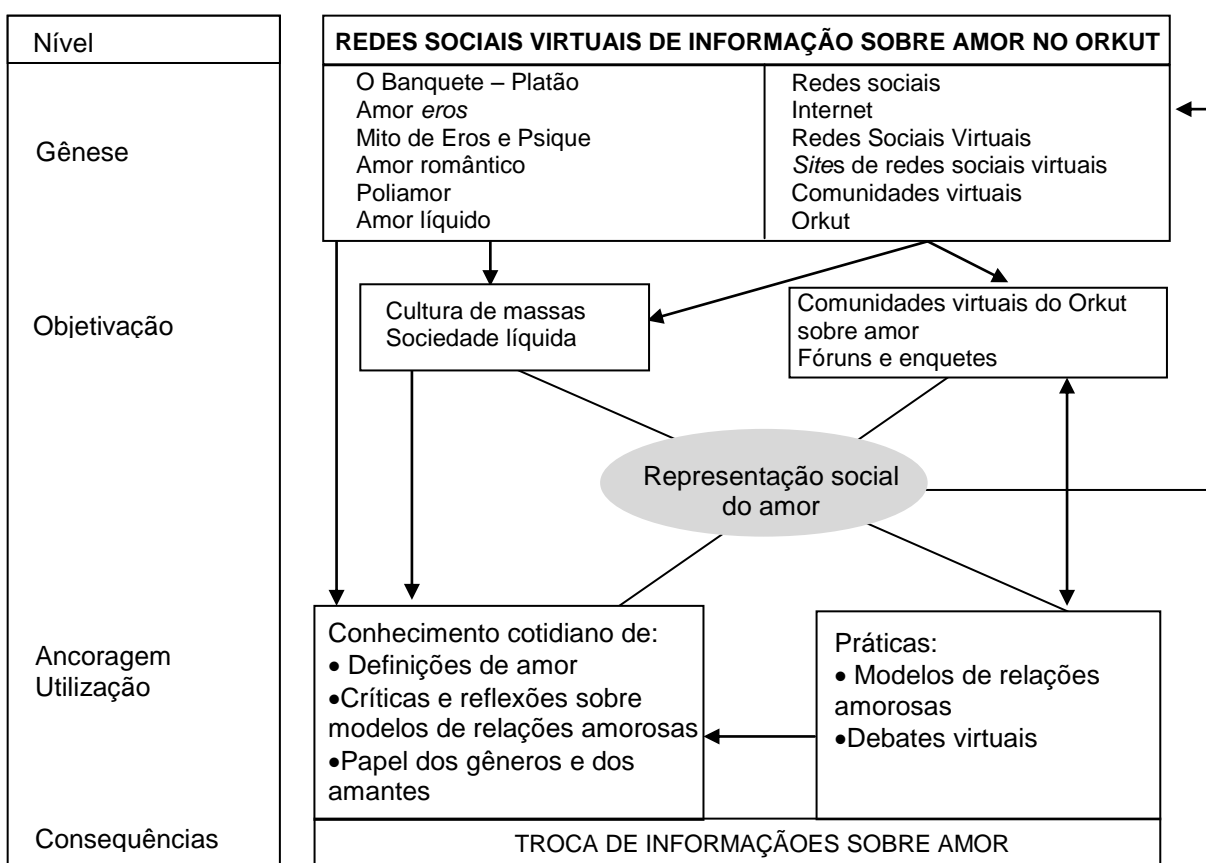 Nível
REDES SOCIAIS VIRTUAIS DE INFORMAÇÃO SOBRE AMOR NO ORKUT
Gênese
O Banquete – Platão
Amor eros
Mito de Eros e Psique
Amor romântico
Poliamor
Amor líquido
Redes sociais
Internet
Redes Sociais Virtuais
Sites de redes sociais virtuais
Comunidades virtuais
Orkut
Objetivação
Cultura de massas
Sociedade líquida
Comunidades virtuais do Orkut
sobre amor
Fóruns e enquetes
Representação social
do amor
Ancoragem
Utilização
Conhecimento cotidiano de:
• Definições de amor
•Críticas e reflexões sobre
modelos de relações amorosas
•Papel dos gêneros e dos
amantes
Práticas:
• Modelos de relações
amorosas
•Debates virtuais
Consequências
TROCA DE INFORMAÇÃOES SOBRE AMOR